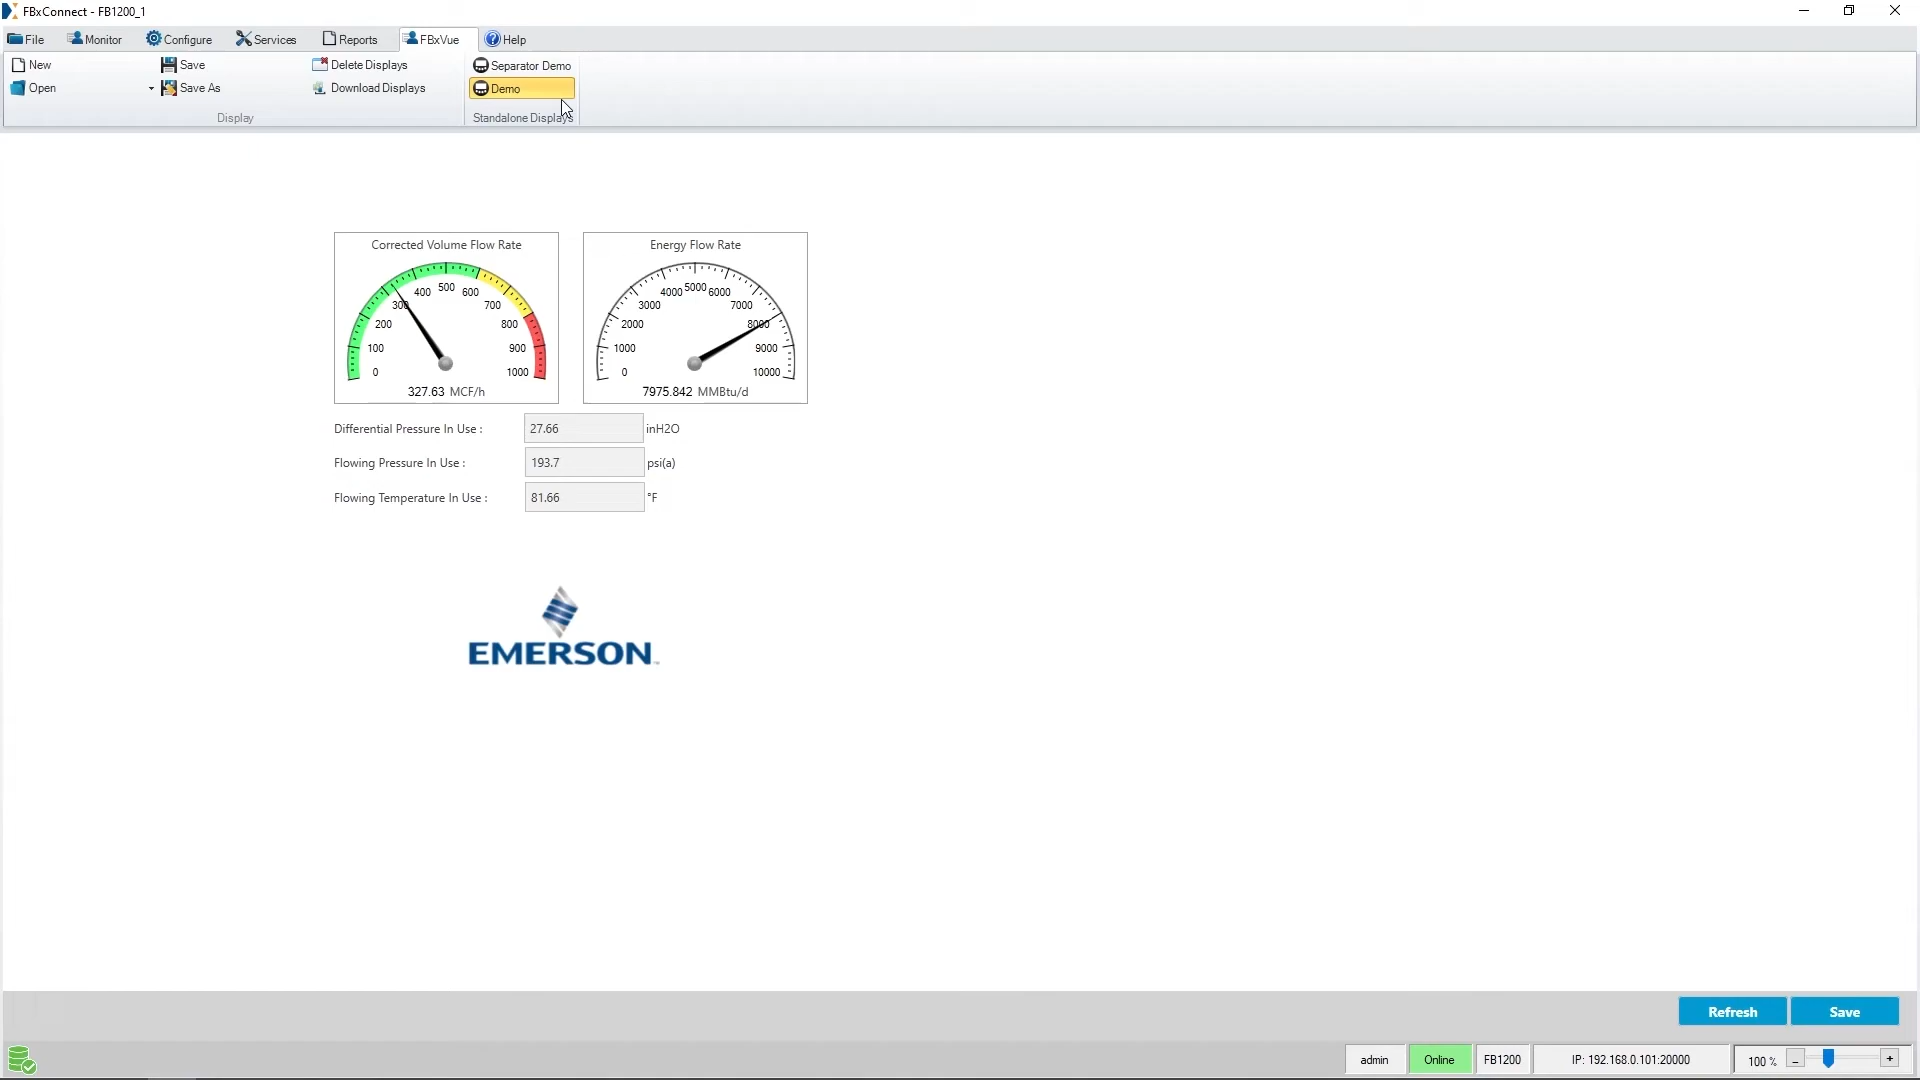 FBxConnect - FB1200_1
File Monitor Configure Services Reports FBxVue Help
New Save Delete Displays Separator Demo
Open Save As Download Displays Demo
Display Standalone Displays
Corrected Volume Flow Rate
0 100 200 300 400 500 600 700 800 900 1000
327.63 MCF/h
Energy Flow Rate
0 1000 2000 3000 4000 5000 6000 7000 8000 9000 10000
7975.842 MMBtu/d
Differential Pressure In Use : 27.66 inH2O
Flowing Pressure In Use : 193.7 psi(a)
Flowing Temperature In Use : 81.66 °F
EMERSON™
Refresh Save
admin Online FB1200 IP: 192.168.0.101:20000 100 % - +